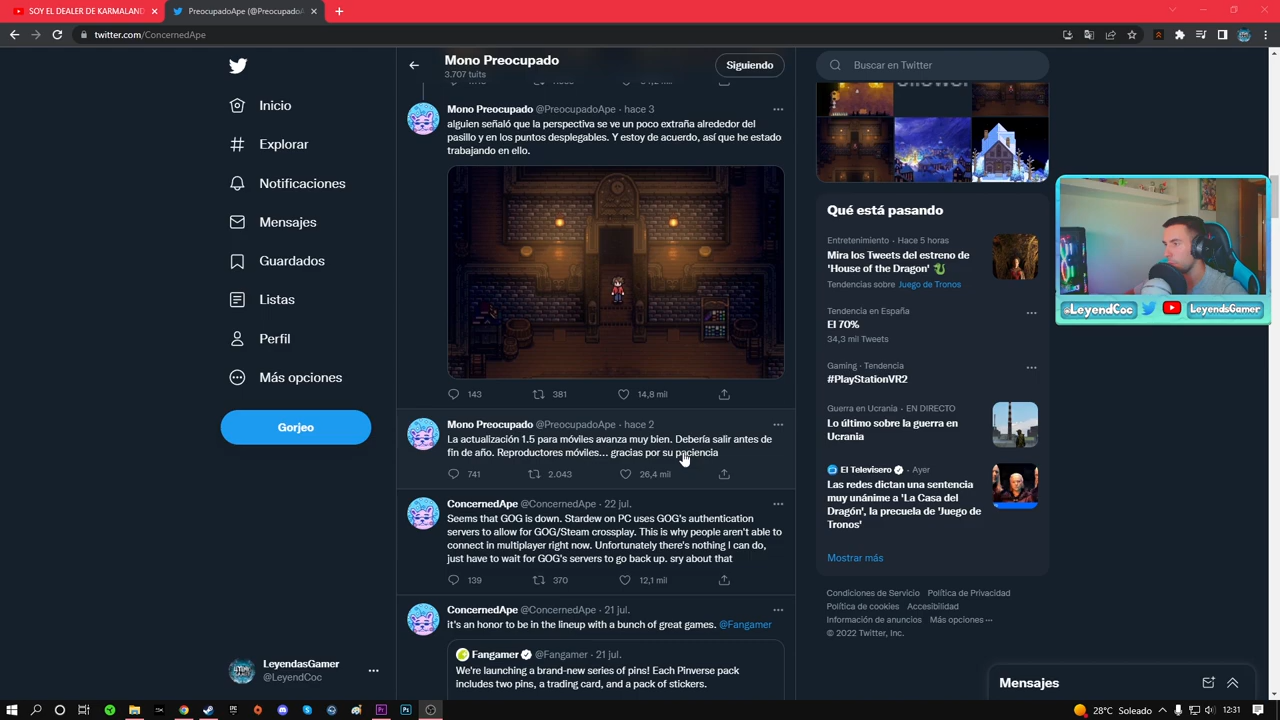 SOY EL DEALER DE KARMALAND
PreocupadoApe (@PreocupadoA
twitter.com/ConcernedApe
Inicio
Explorar
Notificaciones
Mensajes
Guardados
Listas
Perfil
Más opciones
Gorjeo
LeyendasGamer
@LeyendCoc
Mono Preocupado
3.707 tuits
Siguiendo
Mono Preocupado @PreocupadoApe · hace 3
alguien señaló que la perspectiva se ve un poco extraña alrededor del
pasillo y en los puntos desplegables. Y estoy de acuerdo, así que he estado
trabajando en ello.
143 381 14,8 mil
Mono Preocupado @PreocupadoApe · hace 2
La actualización 1.5 para móviles avanza muy bien. Debería salir antes de
fin de año. Reproductores móviles... gracias por su paciencia
741 2.043 26,4 mil
ConcernedApe @ConcernedApe · 22 jul.
Seems that GOG is down. Stardew on PC uses GOG's authentication
servers to allow for GOG/Steam crossplay. This is why people aren't able to
connect in multiplayer right now. Unfortunately there's nothing I can do,
just have to wait for GOG's servers to go back up. sry about that
139 370 12,1 mil
ConcernedApe @ConcernedApe · 21 jul.
it's an honor to be in the lineup with a bunch of great games. @Fangamer
Fangamer @Fangamer · 21 jul.
We're launching a brand-new series of pins! Each Pinverse pack
includes two pins, a trading card, and a pack of stickers.
Buscar en Twitter
Qué está pasando
Entretenimiento · Hace 5 horas
Mira los Tweets del estreno de
'House of the Dragon'
Tendencias sobre Juego de Tronos
Tendencia en España
El 70%
34,3 mil Tweets
Gaming · Tendencia
#PlayStationVR2
Guerra en Ucrania · EN DIRECTO
Lo último sobre la guerra en
Ucrania
El Televisero · Ayer
Las redes dictan una sentencia
muy unánime a 'La Casa del
Dragón', la precuela de 'Juego de
Tronos'
Mostrar más
Condiciones de Servicio Política de Privacidad
Política de cookies Accesibilidad
Información de anuncios Más opciones ···
© 2022 Twitter, Inc.
@LeyendCoc LeyendsGamer
Mensajes
28°C Soleado 12:31